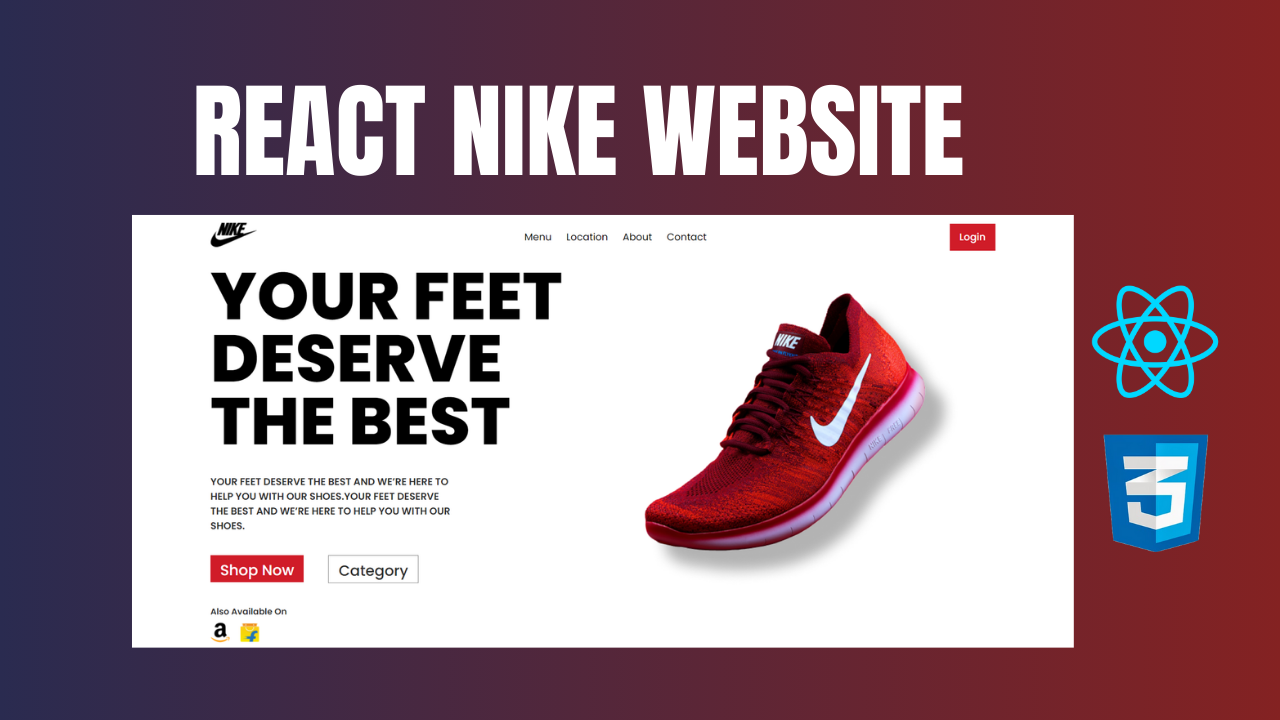 REACT NIKE WEBSITE
NIKE
Menu Location About Contact
Login
YOUR FEET
DESERVE
THE BEST
NIKE
YOUR FEET DESERVE THE BEST AND WE'RE HERE TO
HELP YOU WITH OUR SHOES.YOUR FEET DESERVE
THE BEST AND WE'RE HERE TO HELP YOU WITH OUR
SHOES.
Shop Now
Category
Also Available On
a
f
3